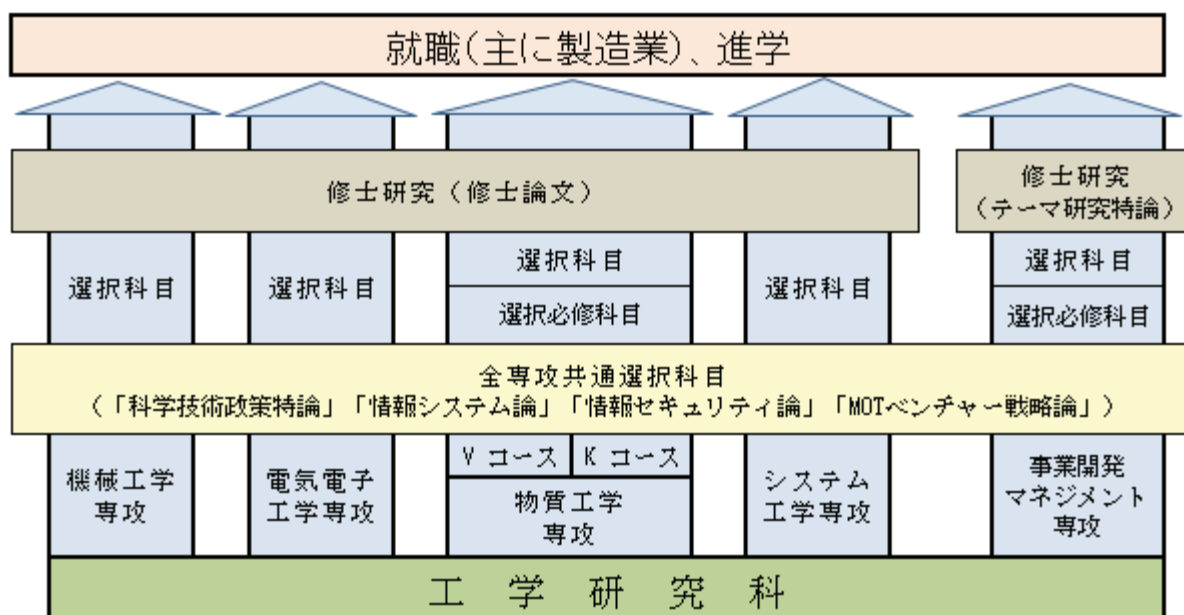 就職(主に製造業)、進学
修士研究(修士論文)
修士研究
(テーマ研究特論)
選択科目
選択科目
選択科目
選択必修科目
選択科目
選択科目
選択必修科目
全専攻共通選択科目
(「科学技術政策特論」「情報システム論」「情報セキュリティ論」「MOTベンチャー戦略論」)
機械工学
専攻
電気電子
工学専攻
V コース
K コース
物質工学
専攻
システム
工学専攻
事業開発
マネジメント
専攻
工学研究科